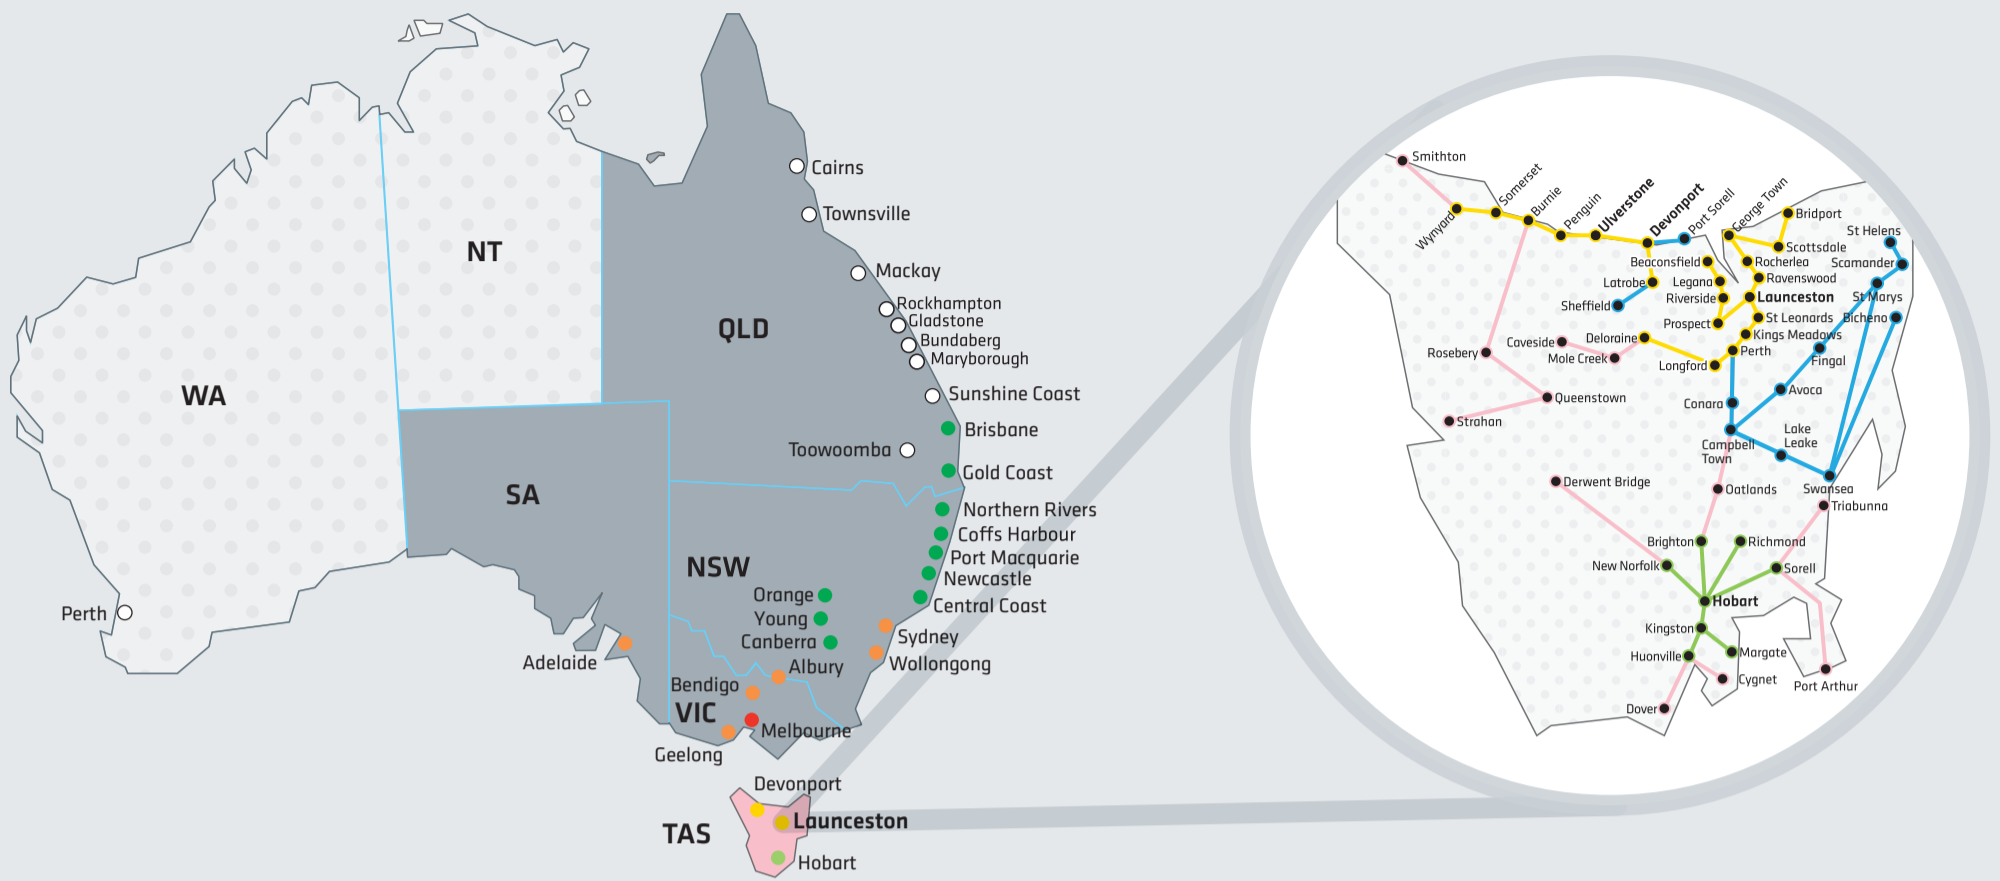 WA
NT
SA
QLD
NSW
VIC
TAS
Cairns
Townsville
Mackay
Rockhampton
Gladstone
Bundaberg
Maryborough
Sunshine Coast
Brisbane
Toowoomba
Gold Coast
Northern Rivers
Coffs Harbour
Port Macquarie
Newcastle
Central Coast
Orange
Young
Canberra
Sydney
Wollongong
Albury
Bendigo
Melbourne
Geelong
Adelaide
Perth
Devonport
Launceston
Hobart
Smithton
Wynyard
Somerset
Burnie
Penguin
Ulverstone
Devonport
Port Sorell
George Town
Bridport
Scottsdale
St Helens
Scamander
St Marys
Bicheno
Beaconsfield
Rocherlea
Latrobe
Legana
Ravenswood
Sheffield
Riverside
Launceston
Prospect
St Leonards
Kings Meadows
Deloraine
Caveside
Mole Creek
Perth
Longford
Fingal
Rosebery
Avoca
Queenstown
Conara
Strahan
Campbell
Town
Lake
Leake
Swansea
Derwent Bridge
Oatlands
Triabunna
Brighton
Richmond
New Norfolk
Sorell
Hobart
Kingston
Huonville
Margate
Cygnet
Port Arthur
Dover